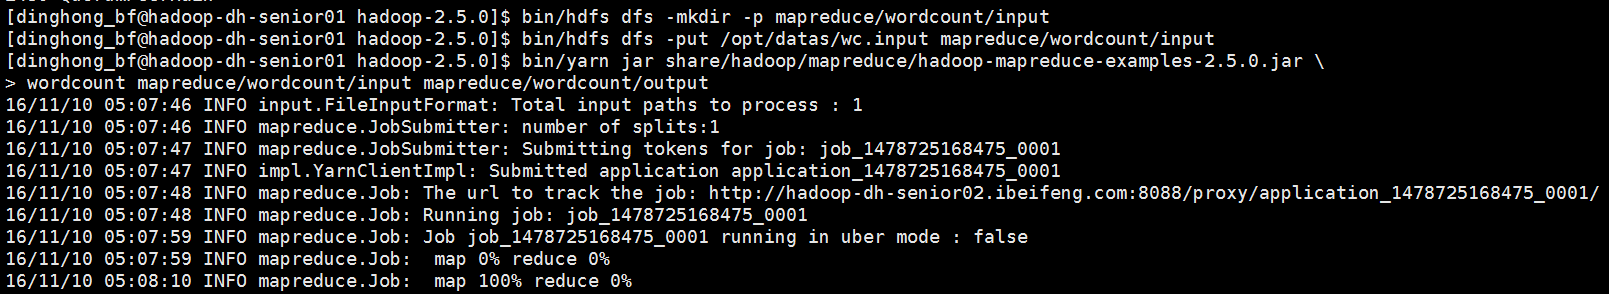 [dinghong_bf@hadoop-dh-senior01 hadoop-2.5.0]$ bin/hdfs dfs -mkdir -p mapreduce/wordcount/input
[dinghong_bf@hadoop-dh-senior01 hadoop-2.5.0]$ bin/hdfs dfs -put /opt/datas/wc.input mapreduce/wordcount/input
[dinghong_bf@hadoop-dh-senior01 hadoop-2.5.0]$ bin/yarn jar share/hadoop/mapreduce/hadoop-mapreduce-examples-2.5.0.jar \
> wordcount mapreduce/wordcount/input mapreduce/wordcount/output
16/11/10 05:07:46 INFO input.FileInputFormat: Total input paths to process : 1
16/11/10 05:07:46 INFO mapreduce.JobSubmitter: number of splits:1
16/11/10 05:07:47 INFO mapreduce.JobSubmitter: Submitting tokens for job: job_1478725168475_0001
16/11/10 05:07:47 INFO impl.YarnClientImpl: Submitted application application_1478725168475_0001
16/11/10 05:07:48 INFO mapreduce.Job: The url to track the job: http://hadoop-dh-senior02.ibeifeng.com:8088/proxy/application_1478725168475_0001/
16/11/10 05:07:48 INFO mapreduce.Job: Running job: job_1478725168475_0001
16/11/10 05:07:59 INFO mapreduce.Job: Job job_1478725168475_0001 running in uber mode : false
16/11/10 05:07:59 INFO mapreduce.Job:  map 0% reduce 0%
16/11/10 05:08:10 INFO mapreduce.Job:  map 100% reduce 0%